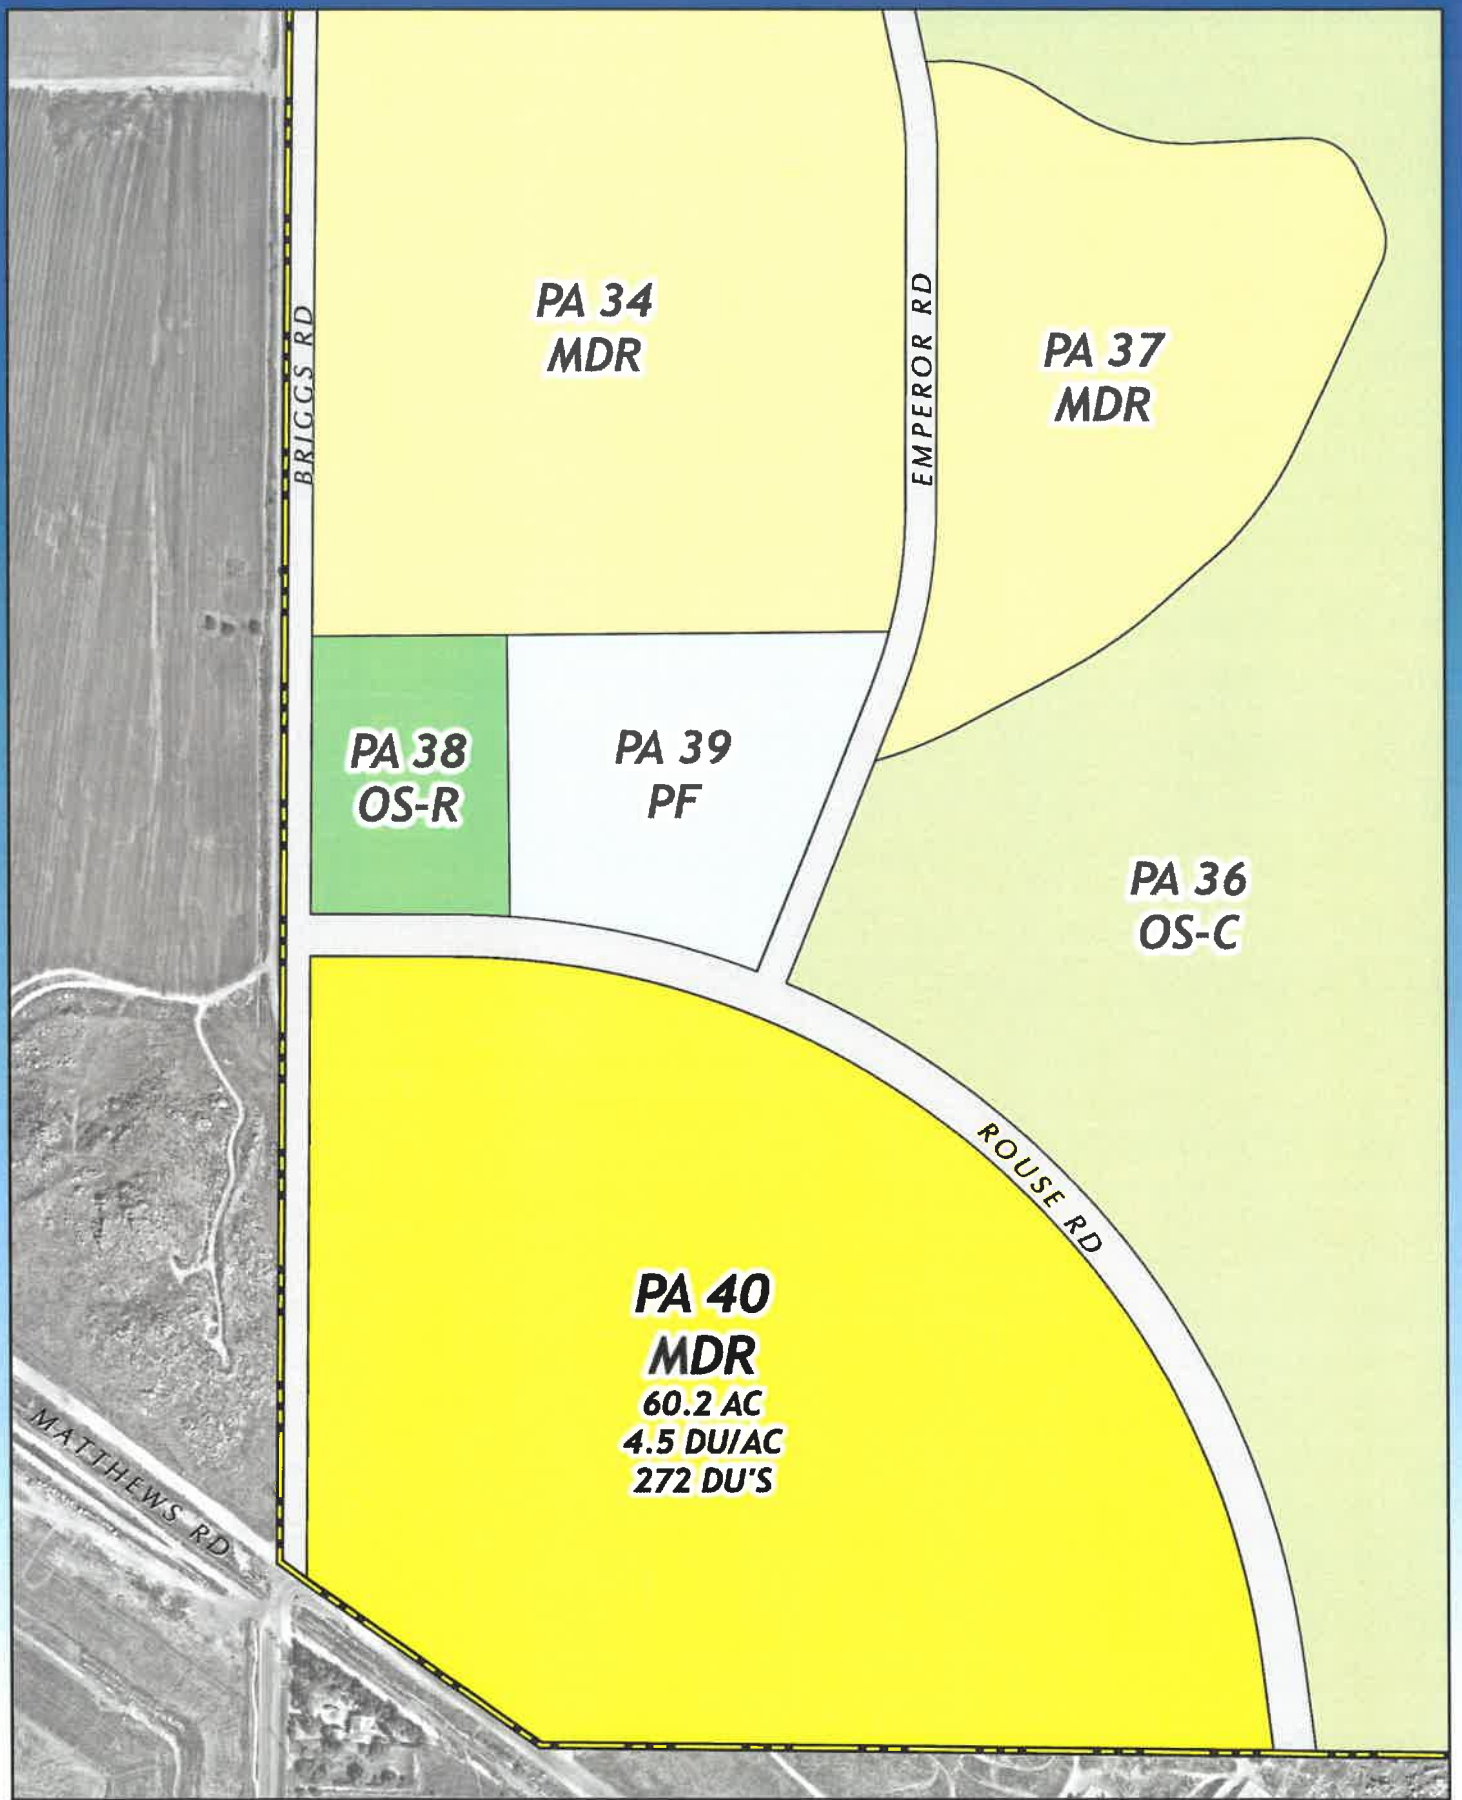 PA 34
MDR
BRIGGS RD
EMPEROR RD
PA 37
MDR
PA 38
OS-R
PA 39
PF
PA 36
OS-C
ROUSE RD
PA 40
MDR
60.2 AC
4.5 DU/AC
272 DU'S
MATTHEWS RD